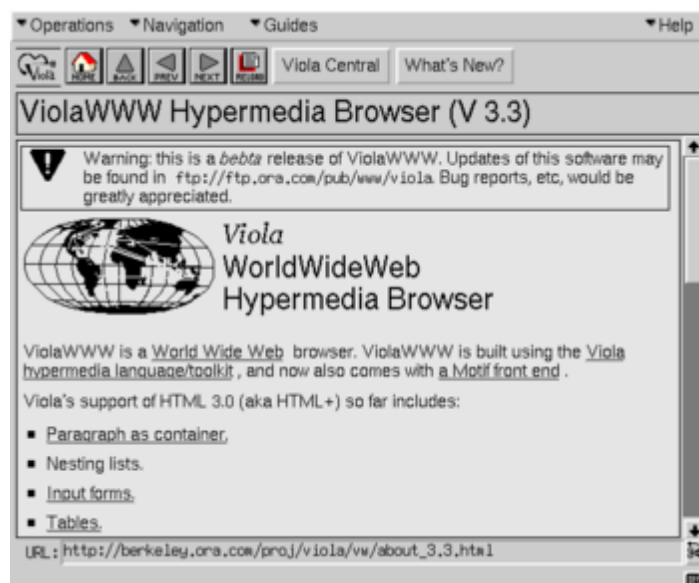 Operations Navigation Guides Help
Viola HOME BACK PREV NEXT RELOAD Viola Central What's New?
ViolaWWW Hypermedia Browser (V 3.3)
Warning: this is a bebta release of ViolaWWW. Updates of this software may
be found in ftp://ftp.ora.com/pub/www/viola. Bug reports, etc, would be
greatly appreciated.
Viola
WorldWideWeb
Hypermedia Browser
ViolaWWW is a World Wide Web browser. ViolaWWW is built using the Viola
hypermedia language/toolkit , and now also comes with a Motif front end .
Viola's support of HTML 3.0 (aka HTML+) so far includes:
Paragraph as container.
Nesting lists.
Input forms.
Tables.
URL: http://berkeley.ora.com/proj/viola/vw/about_3.3.html